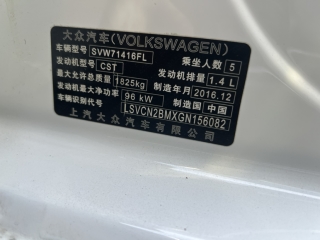 大众汽车(VOLKSWAGEN)
车辆型号 SVW71416FL 乘坐人数 5
发动机型号 CST 发动机排量 1.4 L
最大允许总质量 1825kg 制造年月 2016.12
发动机最大净功率 96 kW 制造国 中国
车辆识别代号 LSVCN2BMXGN156082
上汽大众汽车有限公司